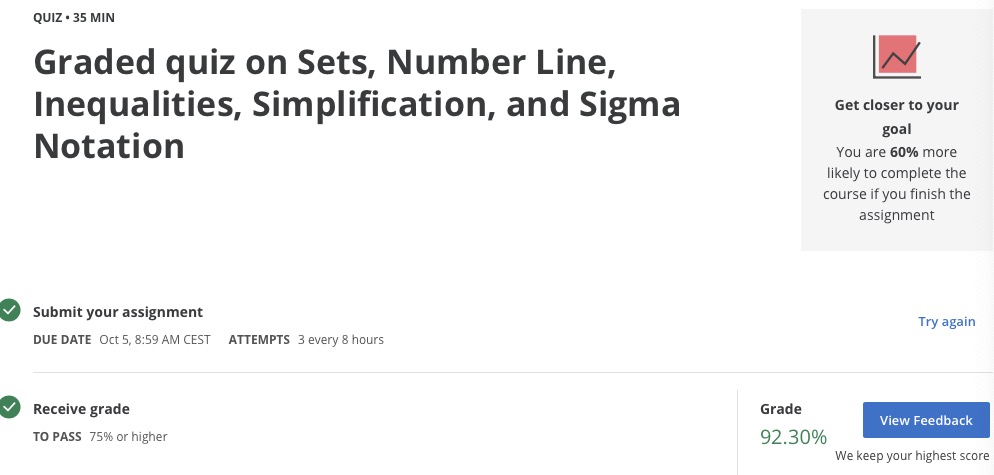 QUIZ • 35 MIN
Graded quiz on Sets, Number Line,
Inequalities, Simplification, and Sigma
Notation
Get closer to your
goal
You are 60% more
likely to complete the
course if you finish the
assignment
Submit your assignment
DUE DATE Oct 5, 8:59 AM CEST ATTEMPTS 3 every 8 hours
Try again
Receive grade
TO PASS 75% or higher
Grade
92.30%
View Feedback
We keep your highest score